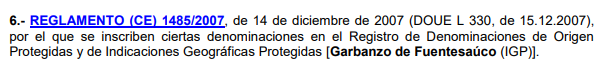 6.- REGLAMENTO (CE) 1485/2007, de 14 de diciembre de 2007 (DOUE L 330, de 15.12.2007),
por el que se inscriben ciertas denominaciones en el Registro de Denominaciones de Origen
Protegidas y de Indicaciones Geográficas Protegidas [Garbanzo de Fuentesaúco (IGP)].